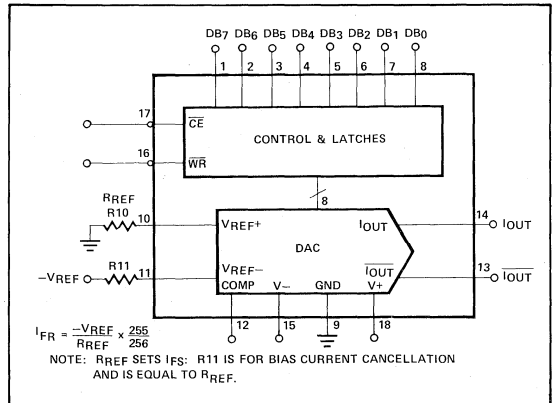 DB7 DB6 DB5 DB4 DB3 DB2 DB1 DB0
1 2 3 4 5 6 7 8
17 CE
CONTROL & LATCHES
16 WR
8
RREF
R10 10 VREF+ IOUT 14 IOUT
DAC
-VREF R11 11 VREF- IOUT 13 IOUT
COMP V- GND V+
12 15 9 18
IFR = -VREF/RREF x 255/256
NOTE: RREF SETS IFS: R11 IS FOR BIAS CURRENT CANCELLATION
AND IS EQUAL TO RREF.